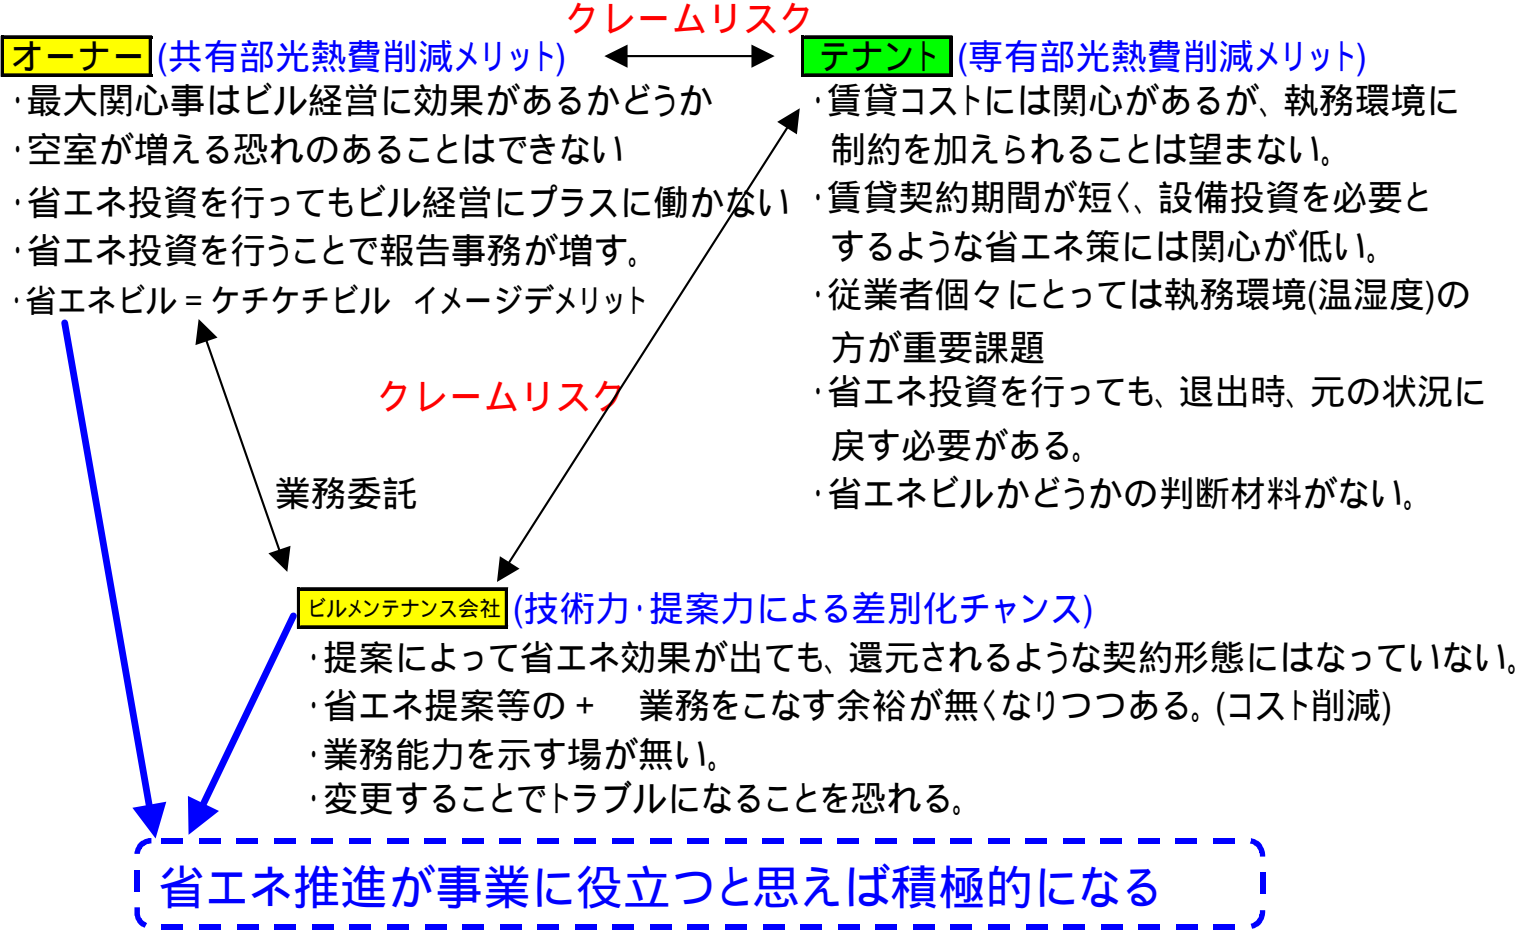 クレームリスク
オーナー (共有部光熱費削減メリット)
・最大関心事はビル経営に効果があるかどうか
・空室が増える恐れのあることはできない
・省エネ投資を行ってもビル経営にプラスに働かない
・省エネ投資を行うことで報告事務が増す。
・省エネビル = ケチケチビル イメージデメリット
テナント (専有部光熱費削減メリット)
・賃貸コストには関心があるが、執務環境に
制約を加えられることは望まない。
・賃貸契約期間が短く、設備投資を必要と
するような省エネ策には関心が低い。
・従業者個々にとっては執務環境(温湿度)の
方が重要課題
・省エネ投資を行っても、退出時、元の状況に
戻す必要がある。
・省エネビルかどうかの判断材料がない。
クレームリスク
業務委託
ビルメンテナンス会社 (技術力・提案力による差別化チャンス)
・提案によって省エネ効果が出ても、還元されるような契約形態にはなっていない。
・省エネ提案等の + 業務をこなす余裕が無くなりつつある。(コスト削減)
・業務能力を示す場が無い。
・変更することでトラブルになることを恐れる。
省エネ推進が事業に役立つと思えば積極的になる